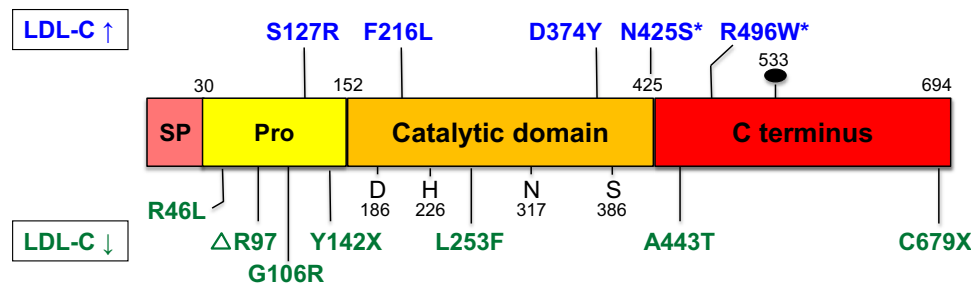 LDL-C ↑
S127R F216L D374Y N425S* R496W*
533
30 152 425 694
SP Pro Catalytic domain C terminus
D H N S
186 226 317 386
R46L
LDL-C ↓
△R97 Y142X L253F A443T C679X
G106R